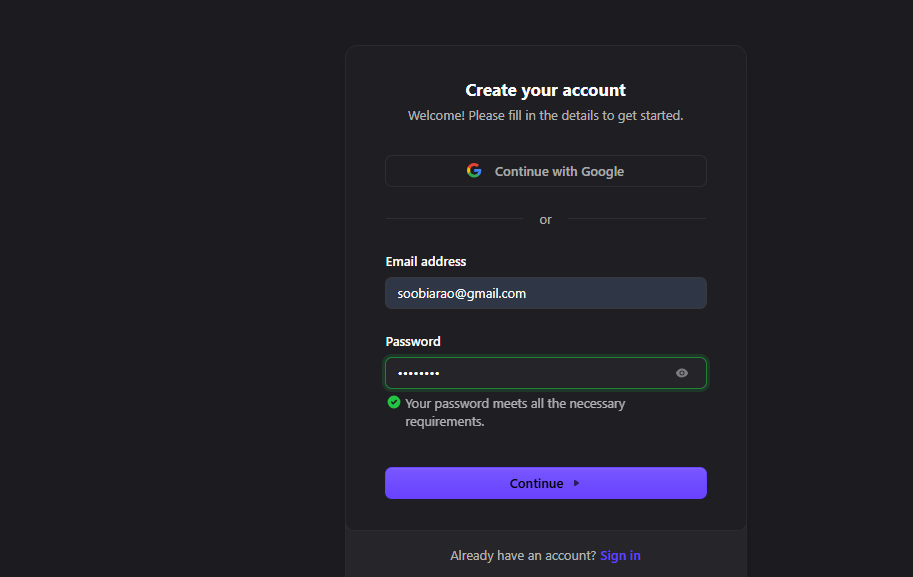 Create your account
Welcome! Please fill in the details to get started.
Continue with Google
or
Email address
soobiarao@gmail.com
Password
••••••••
Your password meets all the necessary
requirements.
Continue
Already have an account? Sign in